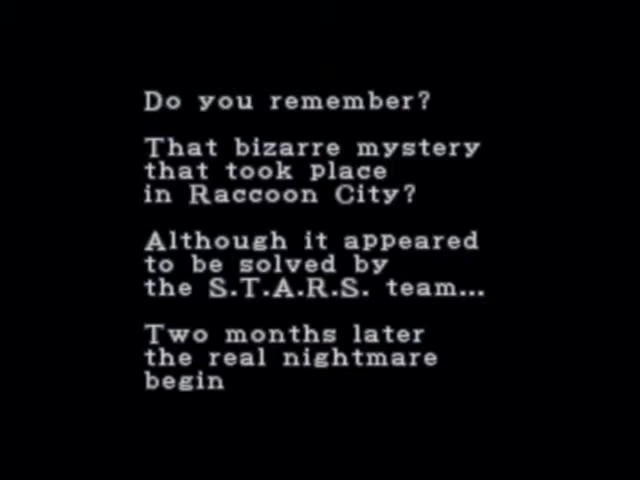 Do you remember?
That bizarre mystery
that took place
in Raccoon City?
Although it appeared
to be solved by
the S.T.A.R.S. team...
Two months later
the real nightmare
begin